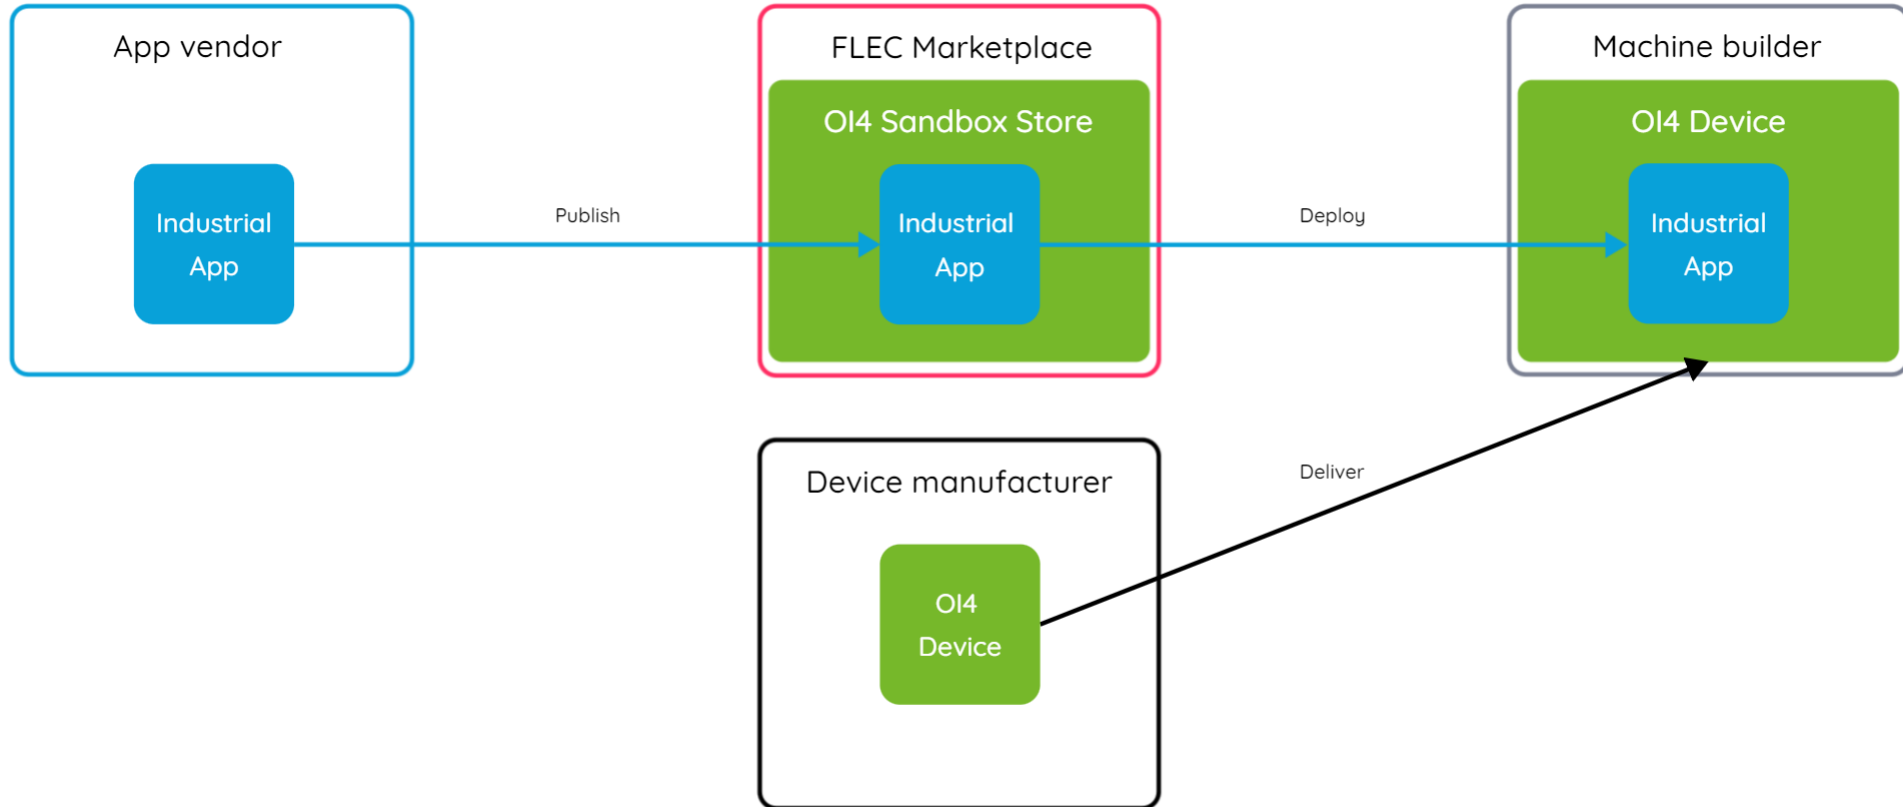 App vendor
FLEC Marketplace
Machine builder
OI4 Sandbox Store
OI4 Device
Industrial
App
Publish
Industrial
App
Deploy
Industrial
App
Device manufacturer
Deliver
OI4
Device